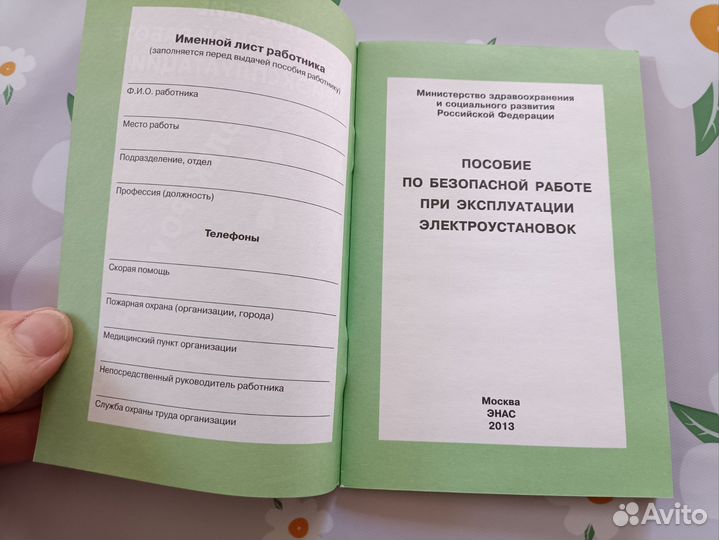 Именной лист работника
(заполняется перед выдачей пособия работнику)
Ф.И.О. работника
Место работы
Подразделение, отдел
Профессия (должность)
Телефоны
Скорая помощь
Пожарная охрана (организации, города)
Медицинский пункт организации
Непосредственный руководитель работника
Служба охраны труда организации
Министерство здравоохранения
и социального развития
Российской Федерации
ПОСОБИЕ
ПО БЕЗОПАСНОЙ РАБОТЕ
ПРИ ЭКСПЛУАТАЦИИ
ЭЛЕКТРОУСТАНОВОК
Москва
ЭНАС
2013
Avito